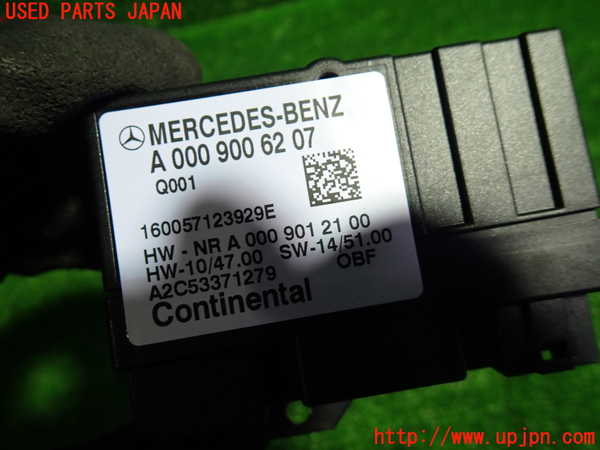 USED PARTS JAPAN
MERCEDES-BENZ
A 000 900 62 07
Q001
160057123929E
HW - NR A 000 901 21 00
HW-10/47.00 SW-14/51.00
A2C53371279 OBF
Continental
http://www.upjpn.com